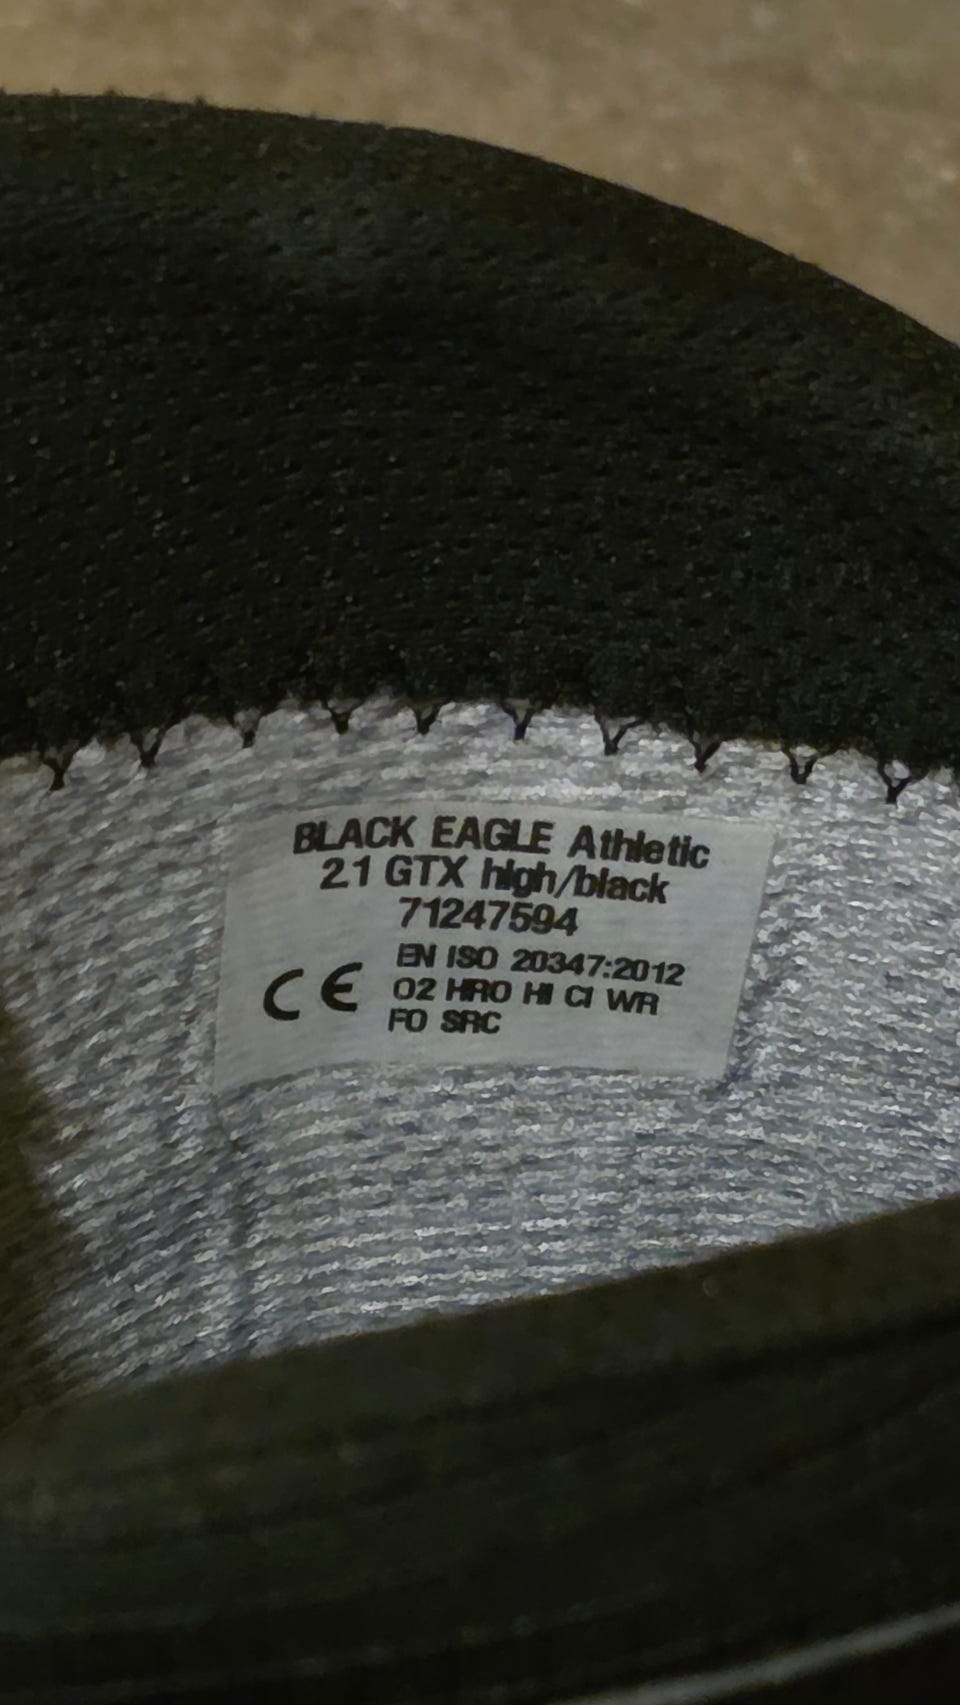 BLACK EAGLE Athletic
2.1 GTX high/black
71247594
CE
EN ISO 20347:2012
O2 HRO HI CI WR
FO SRC